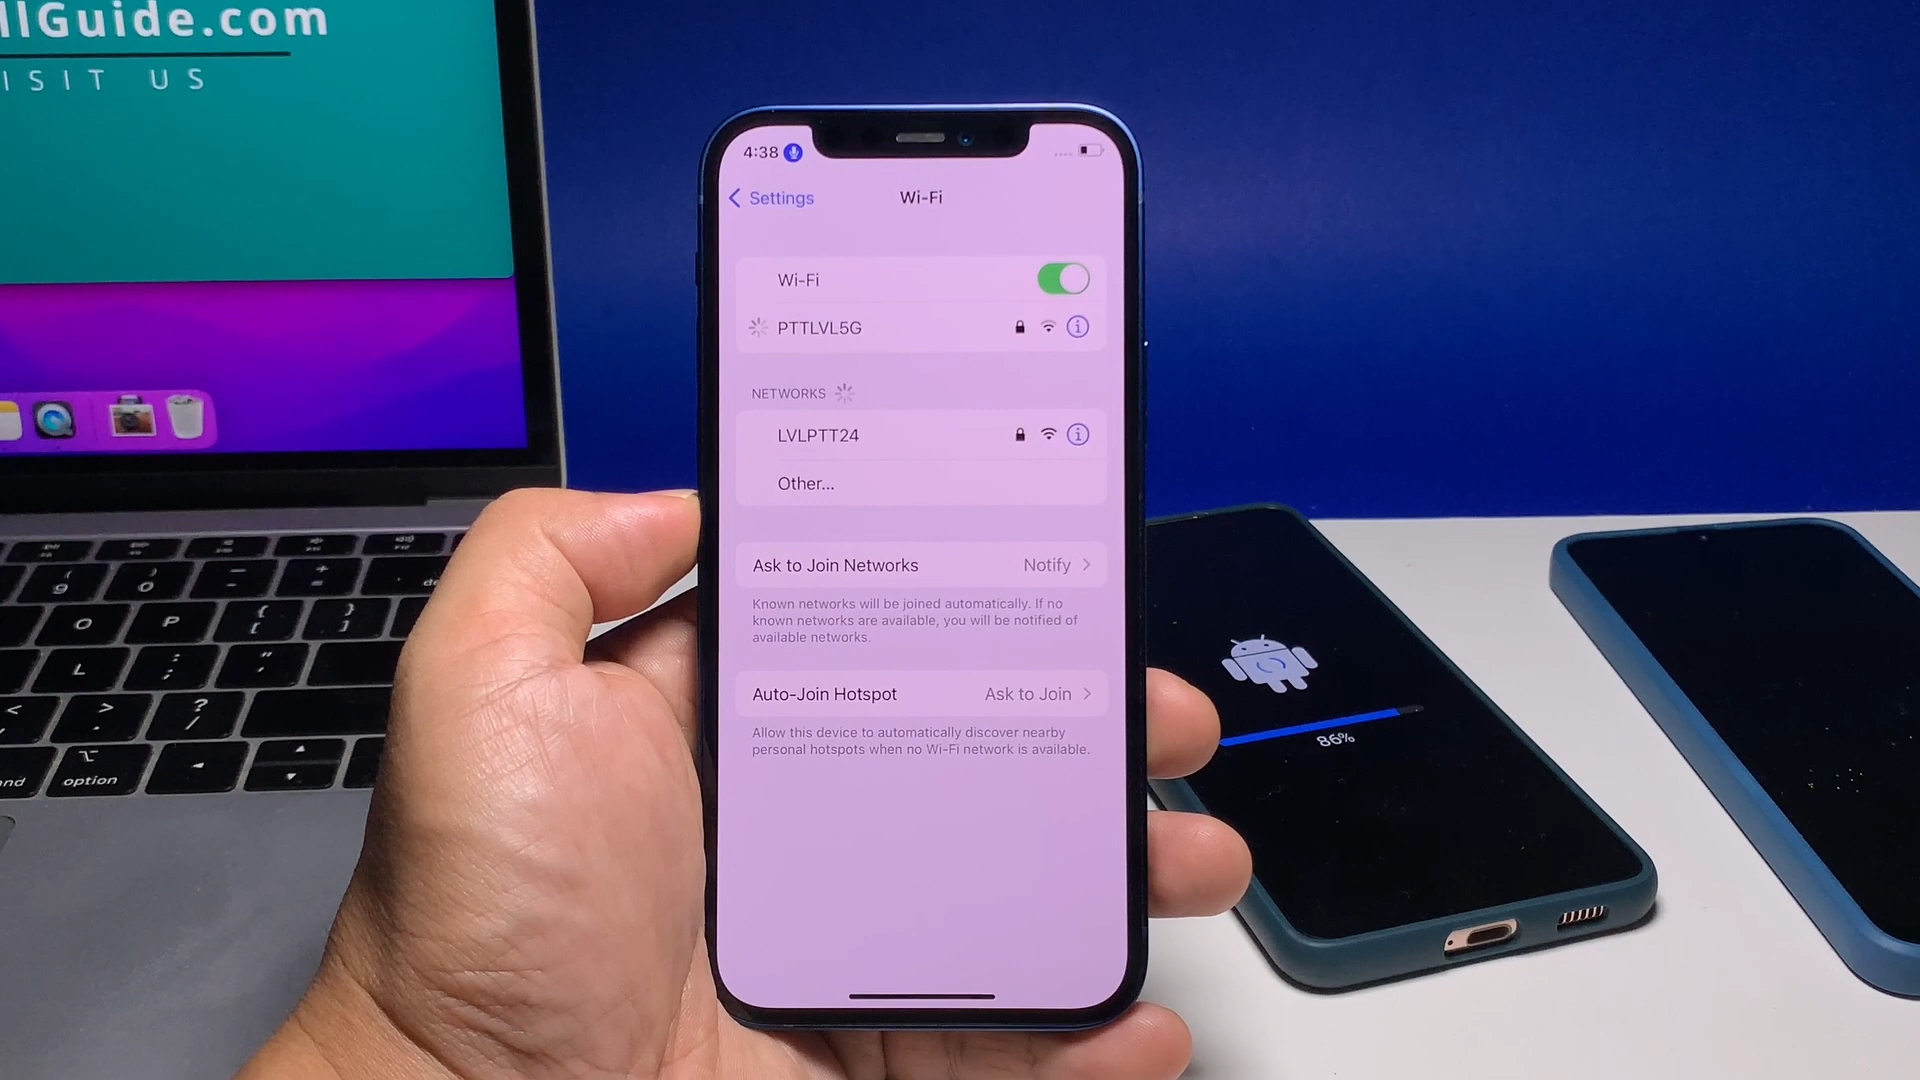 llGuide.com
ISIT US
4:38
Settings
Wi-Fi
Wi-Fi
PTTLVL5G
NETWORKS
LVLPTT24
Other...
Ask to Join Networks
Notify
Known networks will be joined automatically. If no
known networks are available, you will be notified of
available networks.
Auto-Join Hotspot
Ask to Join
Allow this device to automatically discover nearby
personal hotspots when no Wi-Fi network is available.
86%
( 9 ) 0 — - + =
O P { [ } ]
L : ; " '
< , > . ? /
option